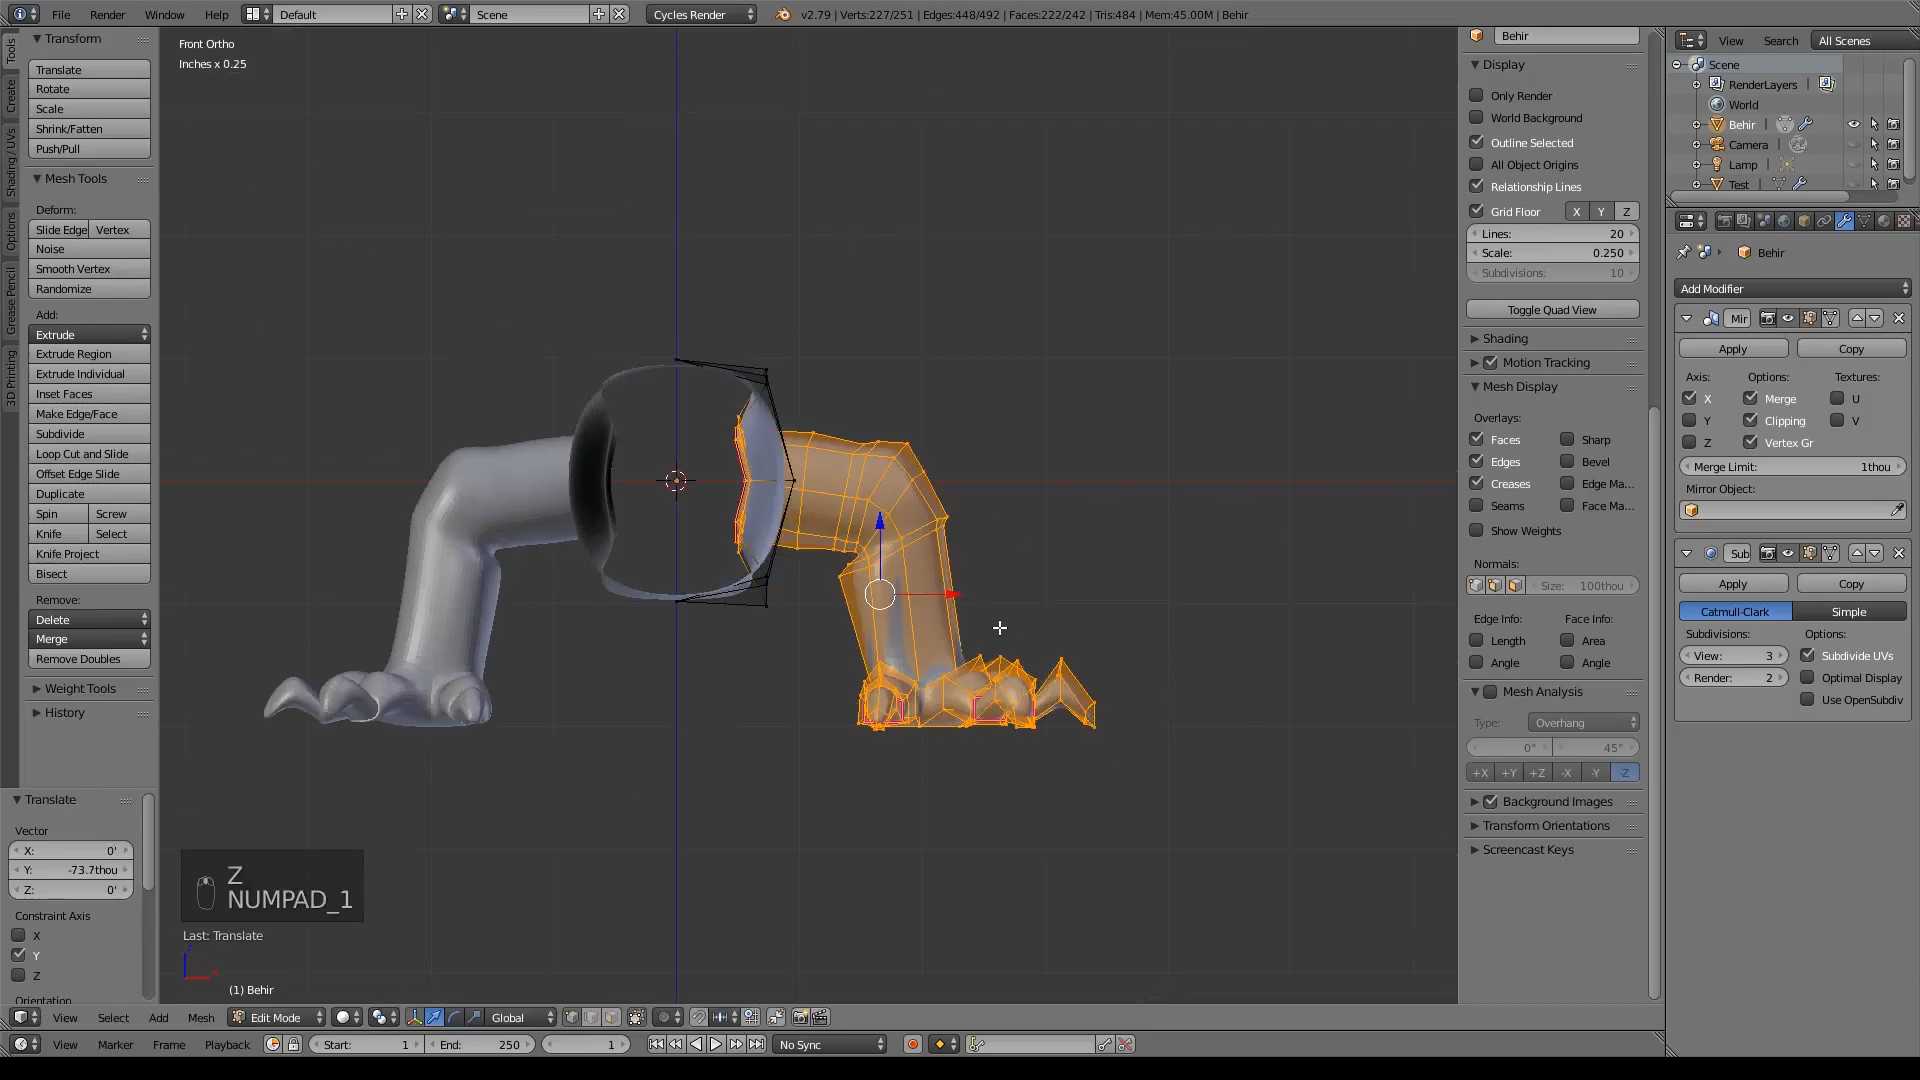 File Render Window Help Default Scene Cycles Render v2.79 | Verts:227/251 | Edges:448/492 | Faces:222/242 | Tris:484 | Mem:45.00M | Behir
Front Ortho
Inches x 0.25
Tools
Create
Shading / UVs
Options
Grease Pencil
3D Printing
Transform
Translate
Rotate
Scale
Shrink/Fatten
Push/Pull
Mesh Tools
Deform:
Slide Edge Vertex
Noise
Smooth Vertex
Randomize
Add:
Extrude
Extrude Region
Extrude Individual
Inset Faces
Make Edge/Face
Subdivide
Loop Cut and Slide
Offset Edge Slide
Duplicate
Spin Screw
Knife Select
Knife Project
Bisect
Remove:
Delete
Merge
Remove Doubles
Weight Tools
History
Translate
Vector
X: 0'
Y: -73.7thou
Z: 0'
Constraint Axis
X
Y
Z
Orientation
Z
NUMPAD_1
Last: Translate
(1) Behir
Behir
Display
Only Render
World Background
Outline Selected
All Object Origins
Relationship Lines
Grid Floor X Y Z
Lines: 20
Scale: 0.250
Subdivisions: 10
Toggle Quad View
Shading
Motion Tracking
Mesh Display
Overlays:
Faces Sharp
Edges Bevel
Creases Edge Ma...
Seams Face Ma...
Show Weights
Normals:
Size: 100thou
Edge Info: Face Info:
Length Area
Angle Angle
Mesh Analysis
Type: Overhang
0° 45°
+X +Y +Z -X -Y -Z
Background Images
Transform Orientations
Screencast Keys
View Search All Scenes
Scene
RenderLayers
World
Behir
Camera
Lamp
Test
Behir
Add Modifier
Mir
Apply Copy
Axis: Options: Textures:
X Merge U
Y Clipping V
Z Vertex Gr
Merge Limit: 1thou
Mirror Object:
Sub
Apply Copy
Catmull-Clark Simple
Subdivisions: Options:
View: 3 Subdivide UVs
Render: 2 Optimal Display
Use OpenSubdiv
View Select Add Mesh Edit Mode Global
View Marker Frame Playback Start: 1 End: 250 1 No Sync